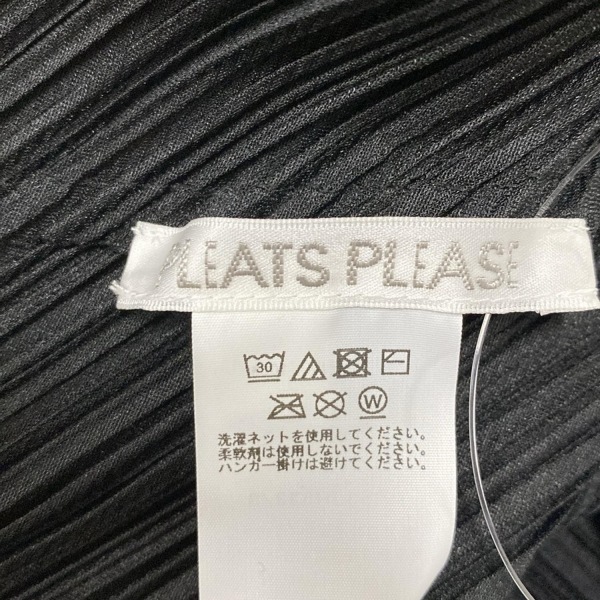 PLEATS PLEASE
30
W
洗濯ネットを使用してください。
柔軟剤は使用しないでください。
ハンガー掛けは避けてください。